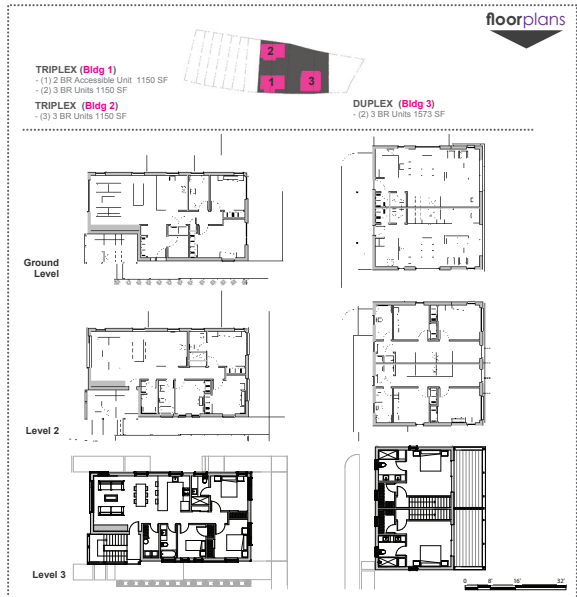 floorplans
2
1
3
TRIPLEX (Bldg 1)
- (1) 2 BR Accessible Unit 1150 SF
- (2) 3 BR Units 1150 SF
TRIPLEX (Bldg 2)
- (3) 3 BR Units 1150 SF
DUPLEX (Bldg 3)
- (2) 3 BR Units 1573 SF
Ground
Level
Level 2
Level 3
0 8' 16' 32'